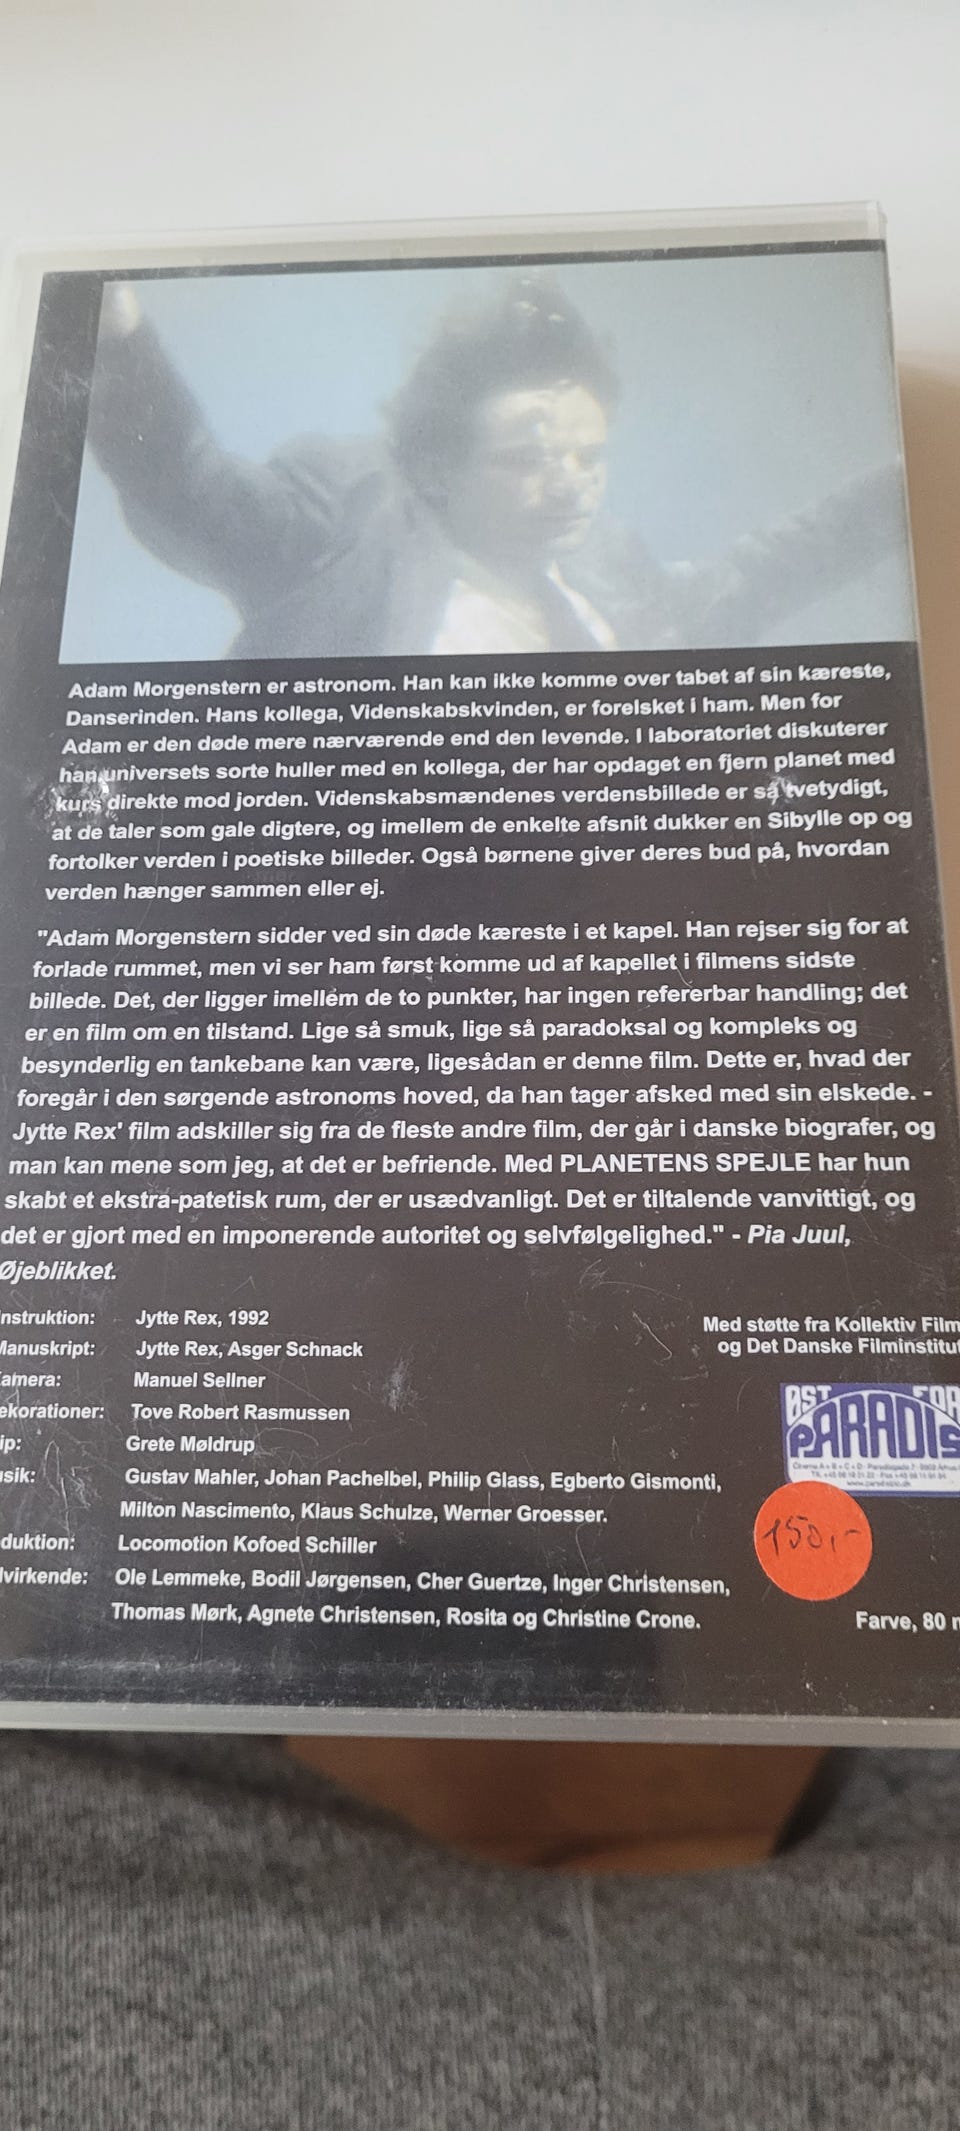 Adam Morgenstern er astronom. Han kan ikke komme over tabet af sin kæreste,
Danserinden. Hans kollega, Videnskabskvinden, er forelsket i ham. Men for
Adam er den døde mere nærværende end den levende. I laboratoriet diskuterer
han universets sorte huller med en kollega, der har opdaget en fjern planet med
kurs direkte mod jorden. Videnskabsmændenes verdensbillede er så tvetydigt,
at de taler som gale digtere, og imellem de enkelte afsnit dukker en Sibylle op og
fortolker verden i poetiske billeder. Også børnene giver deres bud på, hvordan
verden hænger sammen eller ej.
"Adam Morgenstern sidder ved sin døde kæreste i et kapel. Han rejser sig for at
forlade rummet, men vi ser ham først komme ud af kapellet i filmens sidste
billede. Det, der ligger imellem de to punkter, har ingen refererbar handling; det
er en film om en tilstand. Lige så smuk, lige så paradoksal og kompleks og
besynderlig en tankebane kan være, ligesådan er denne film. Dette er, hvad der
foregår i den sørgende astronoms hoved, da han tager afsked med sin elskede. -
Jytte Rex' film adskiller sig fra de fleste andre film, der går i danske biografer, og
man kan mene som jeg, at det er befriende. Med PLANETENS SPEJLE har hun
skabt et ekstra-patetisk rum, der er usædvanligt. Det er tiltalende vanvittigt, og
det er gjort med en imponerende autoritet og selvfølgelighed." - Pia Juul,
Øjeblikket.
nstruktion: Jytte Rex, 1992
Manuskript: Jytte Rex, Asger Schnack
amera: Manuel Sellner
ekorationer: Tove Robert Rasmussen
ip: Grete Møldrup
sik: Gustav Mahler, Johan Pachelbel, Philip Glass, Egberto Gismonti,
Milton Nascimento, Klaus Schulze, Werner Groesser.
duktion: Locomotion Kofoed Schiller
dvirkende: Ole Lemmeke, Bodil Jørgensen, Cher Guertze, Inger Christensen,
Thomas Mørk, Agnete Christensen, Rosita og Christine Crone.
Med støtte fra Kollektiv Film
og Det Danske Filminstitut
ØST FOR
PARADIS
150,-
Farve, 80 m